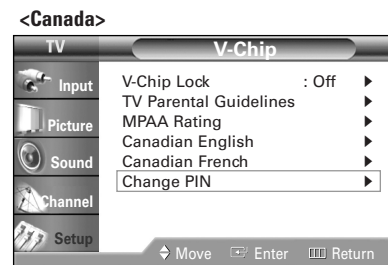 <Canada>
TV
V-Chip
Input
Picture
Sound
Channel
Setup
V-Chip Lock : Off
TV Parental Guidelines
MPAA Rating
Canadian English
Canadian French
Change PIN
Move Enter Return